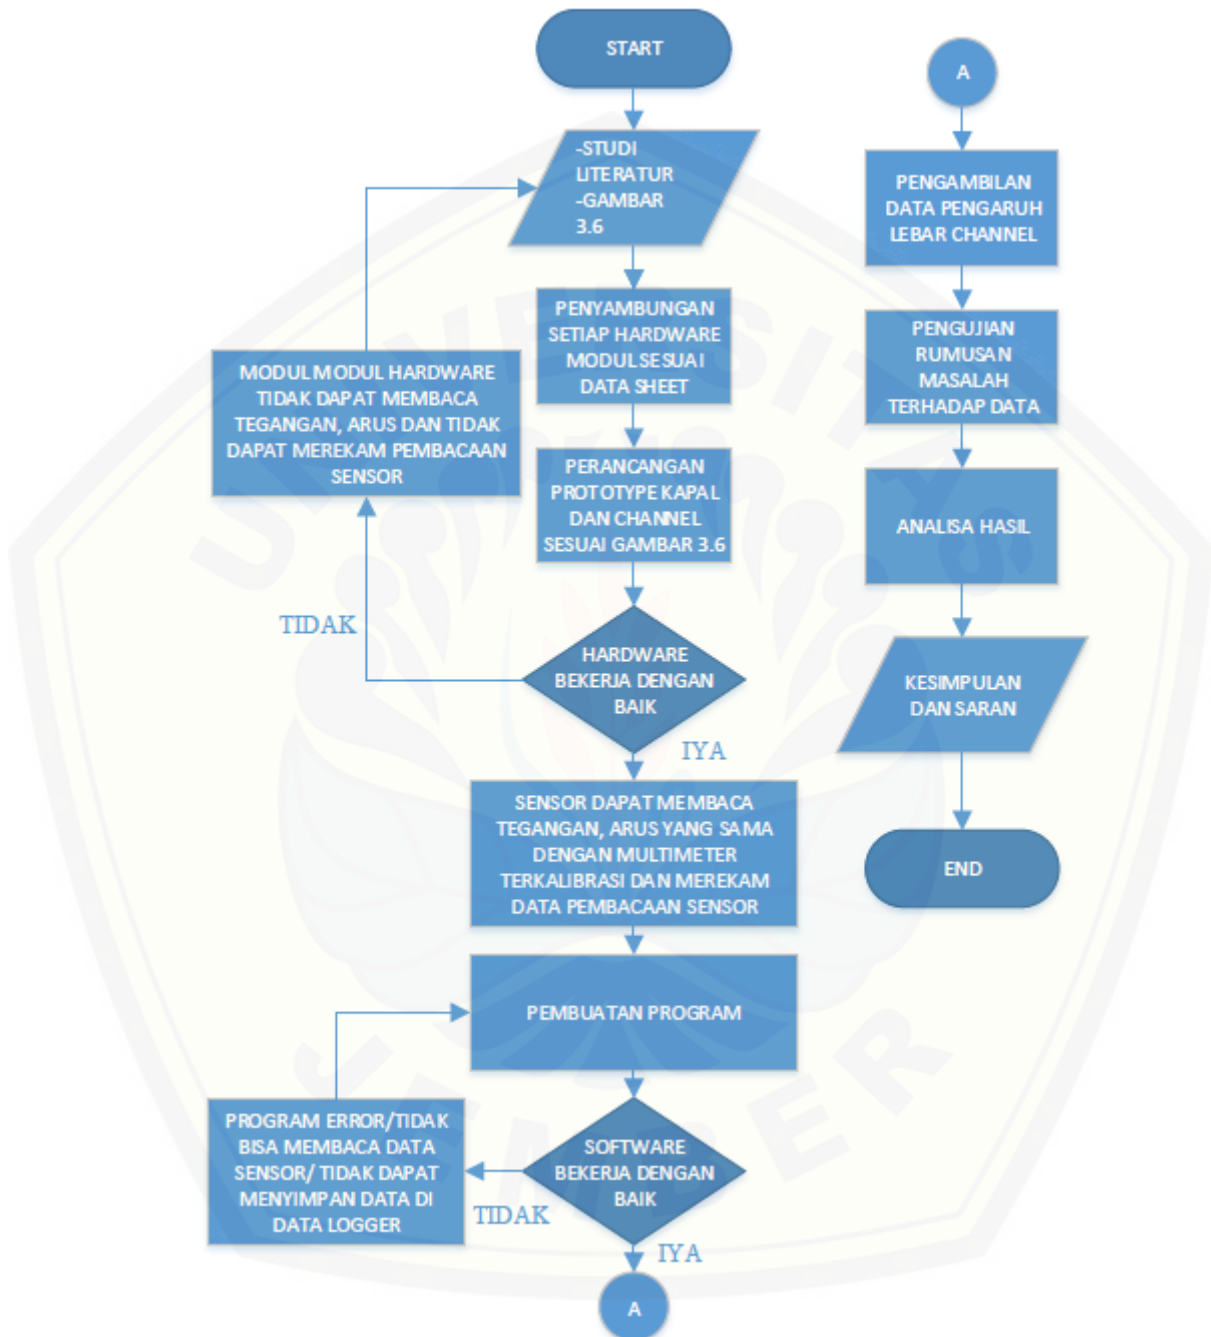 START
-STUDI
LITERATUR
-GAMBAR
3.6
PENYAMBUNGAN
SETIAP HARDWARE
MODUL SESUAI
DATA SHEET
MODUL MODUL HARDWARE
TIDAK DAPAT MEMBACA
TEGANGAN, ARUS DAN TIDAK
DAPAT MEREKAM PEMBACAAN
SENSOR
PERANCANGAN
PROTOTYPE KAPAL
DAN CHANNEL
SESUAI GAMBAR 3.6
TIDAK
HARDWARE
BEKERJA DENGAN
BAIK
IYA
SENSOR DAPAT MEMBACA
TEGANGAN, ARUS YANG SAMA
DENGAN MULTIMETER
TERKALIBRASI DAN MEREKAM
DATA PEMBACAAN SENSOR
PEMBUATAN PROGRAM
PROGRAM ERROR/TIDAK
BISA MEMBACA DATA
SENSOR/ TIDAK DAPAT
MENYIMPAN DATA DI
DATA LOGGER
SOFTWARE
BEKERJA DENGAN
BAIK
TIDAK
IYA
A
A
PENGAMBILAN
DATA PENGARUH
LEBAR CHANNEL
PENGUJIAN
RUMUSAN
MASALAH
TERHADAP DATA
ANALISA HASIL
KESIMPULAN
DAN SARAN
END
UNIVERSITAS
JEMBER